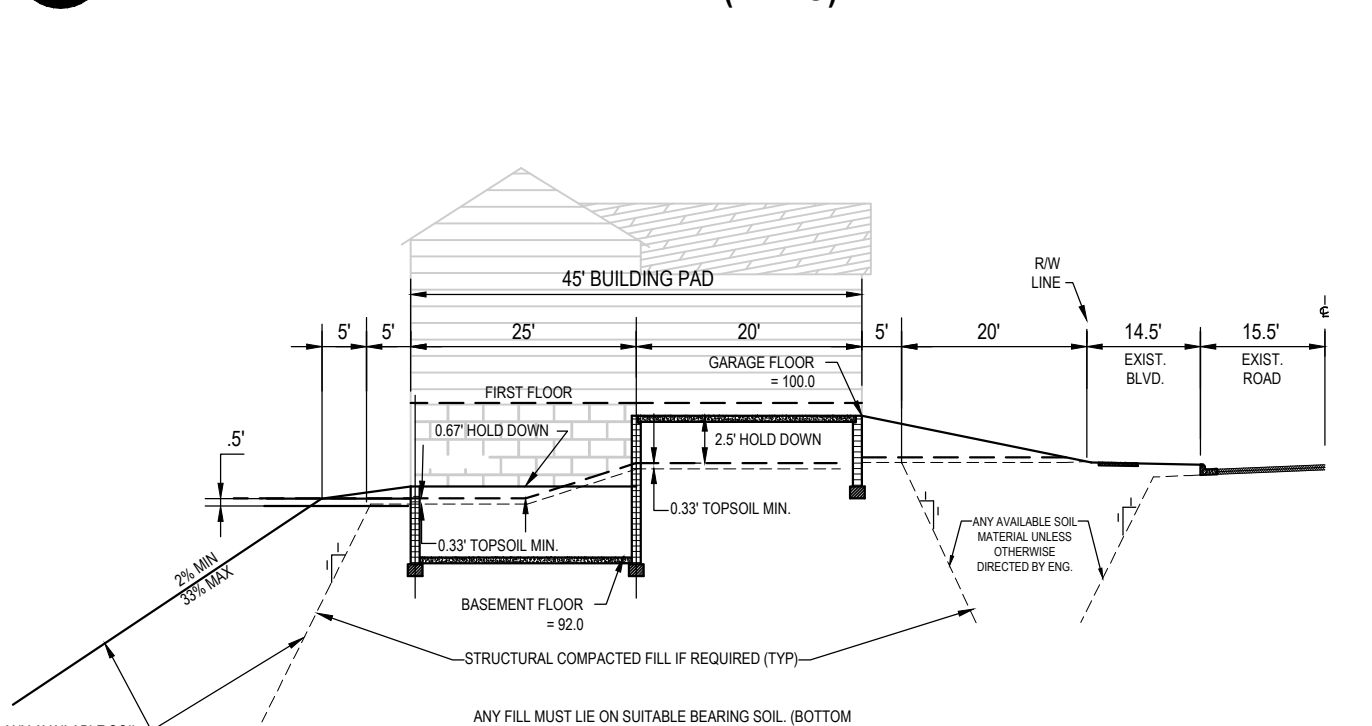 45' BUILDING PAD
R/W
LINE
5'
5'
25'
20'
5'
20'
14.5'
15.5'
EXIST.
BLVD.
EXIST.
ROAD
GARAGE FLOOR
= 100.0
FIRST FLOOR
0.67' HOLD DOWN
2.5' HOLD DOWN
.5'
0.33' TOPSOIL MIN.
0.33' TOPSOIL MIN.
ANY AVAILABLE SOIL
MATERIAL UNLESS
OTHERWISE
DIRECTED BY ENG.
2% MIN
33% MAX
BASEMENT FLOOR
= 92.0
STRUCTURAL COMPACTED FILL IF REQUIRED (TYP)
ANY FILL MUST LIE ON SUITABLE BEARING SOIL. (BOTTOM